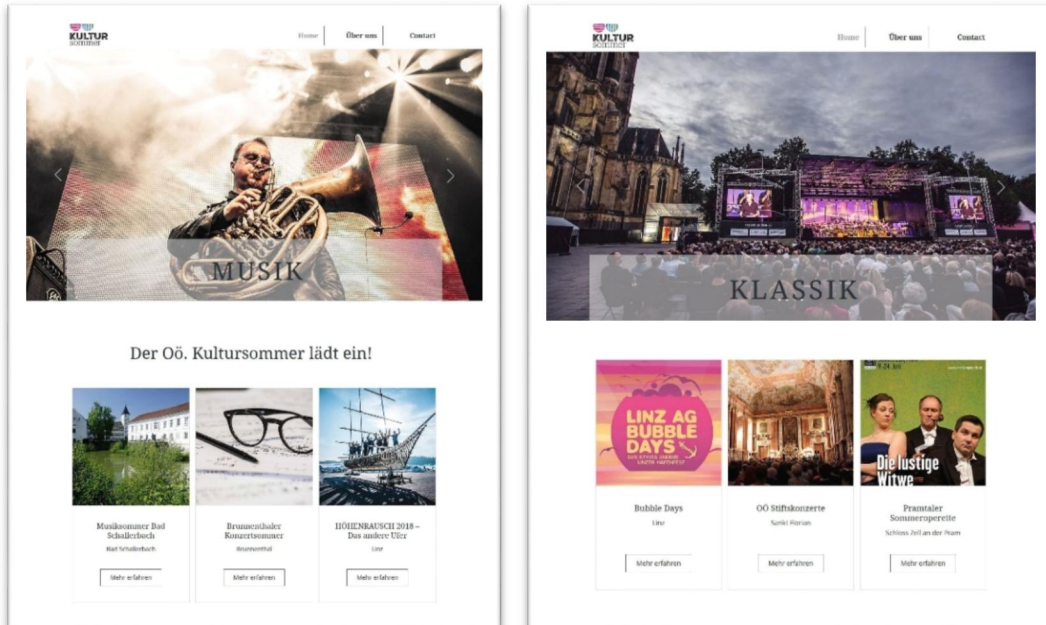 KULTUR
sommer
Home
Über uns
Contact
MUSIK
Der Oö. Kultursommer lädt ein!
Musiksommer Bad
Schallerbach
Bad Schallerbach
Mehr erfahren
Brunnenthaler
Konzertsommer
Brunnenthal
Mehr erfahren
HÖHENRAUSCH 2018 –
Das andere Ufer
Linz
Mehr erfahren
KULTUR
sommer
Home
Über uns
Contact
KLASSIK
LINZ AG
BUBBLE
DAYS
Bubble Days
Linz
Mehr erfahren
OÖ Stiftskonzerte
Sankt Florian
Mehr erfahren
Die lustige
Witwe
Pramtaler
Sommeroperette
Schloss Zell an der Pram
Mehr erfahren